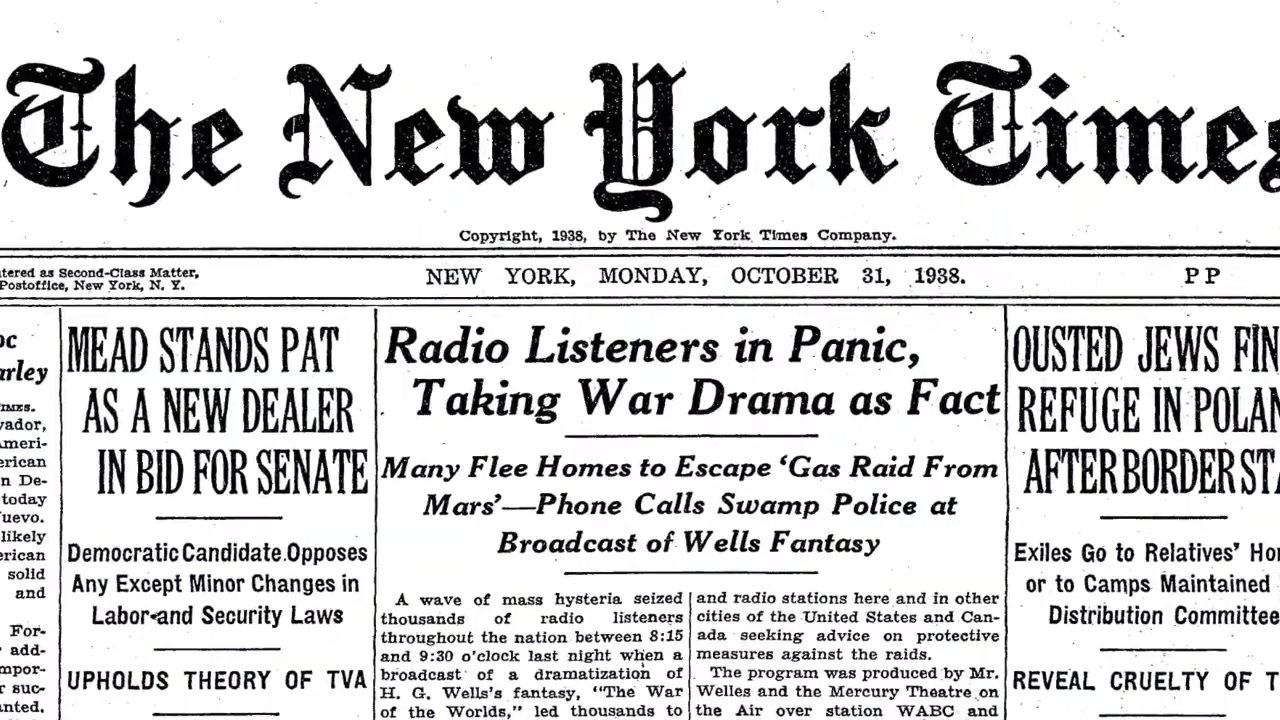 The New York Times
Copyright, 1938, by The New York Times Company.
Second-Class Matter,
Postoffice, New York, N. Y.
NEW YORK, MONDAY, OCTOBER 31, 1938.
P P
solid
and
today
likely
MEAD STANDS PAT
AS A NEW DEALER
IN BID FOR SENATE
Democratic Candidate Opposes
Any Except Minor Changes in
Labor and Security Laws
UPHOLDS THEORY OF TVA
Radio Listeners in Panic,
Taking War Drama as Fact
Many Flee Homes to Escape ‘Gas Raid From
Mars’—Phone Calls Swamp Police at
Broadcast of Wells Fantasy
A wave of mass hysteria seized
thousands of radio listeners
throughout the nation between 8:15
and 9:30 o'clock last night when a
broadcast of a dramatization of
H. G. Wells's fantasy, "The War
of the Worlds," led thousands to
and radio stations here and in other
cities of the United States and Can-
ada seeking advice on protective
measures against the raids.
The program was produced by Mr.
Welles and the Mercury Theatre on
the Air over station WABC and
OUSTED JEWS
REFUGE IN
AFTER BORDER
Exiles Go to Relatives’
or to Camps Maintained
Distribution Committee
REVEAL CRUELTY OF